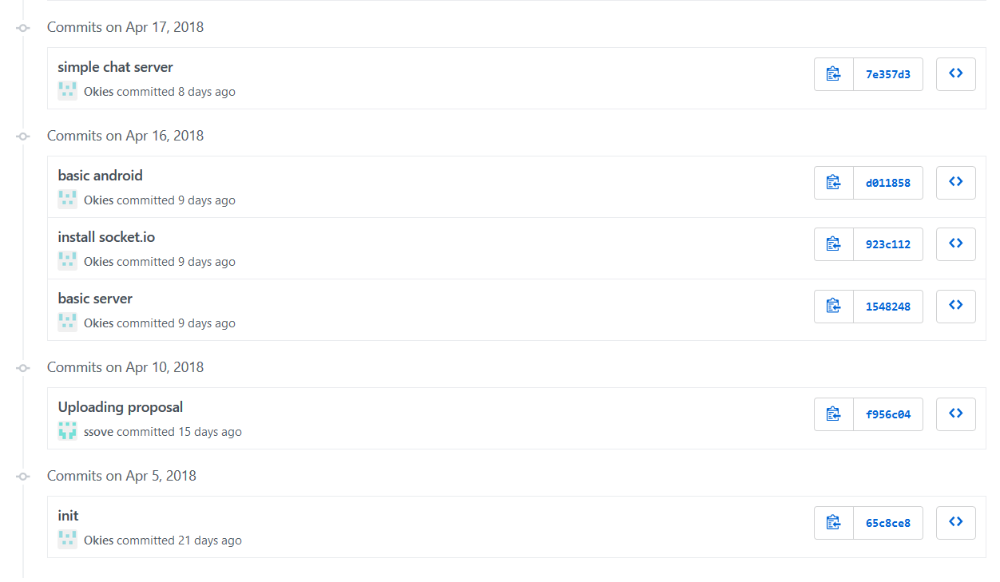 Commits on Apr 17, 2018
simple chat server
7e357d3
Okies committed 8 days ago
Commits on Apr 16, 2018
basic android
d011858
Okies committed 9 days ago
install socket.io
923c112
Okies committed 9 days ago
basic server
1548248
Okies committed 9 days ago
Commits on Apr 10, 2018
Uploading proposal
f956c04
ssove committed 15 days ago
Commits on Apr 5, 2018
init
65c8ce8
Okies committed 21 days ago